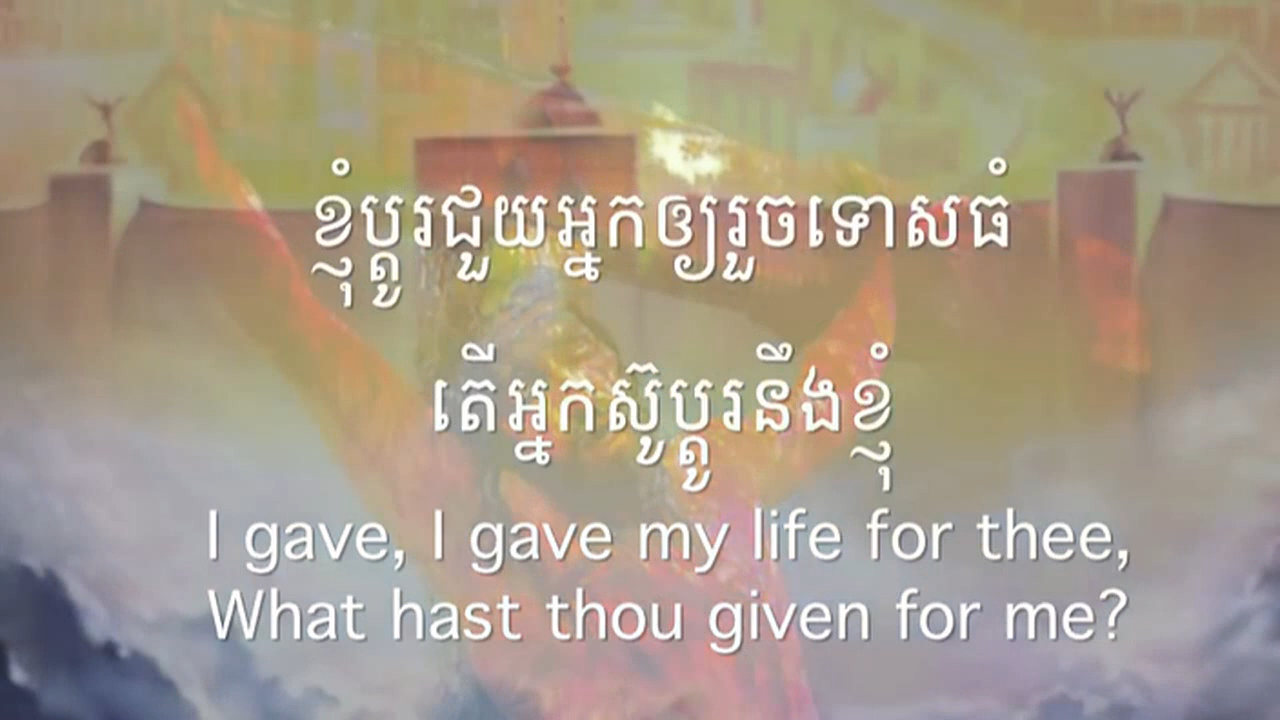 ខ្ញុំប្ដូរជួយអ្នកឲ្យរួចទោសធំ
តើអ្នកស៊ូប្ដូរនឹងខ្ញុំ
I gave, I gave my life for thee,
What hast thou given for me?